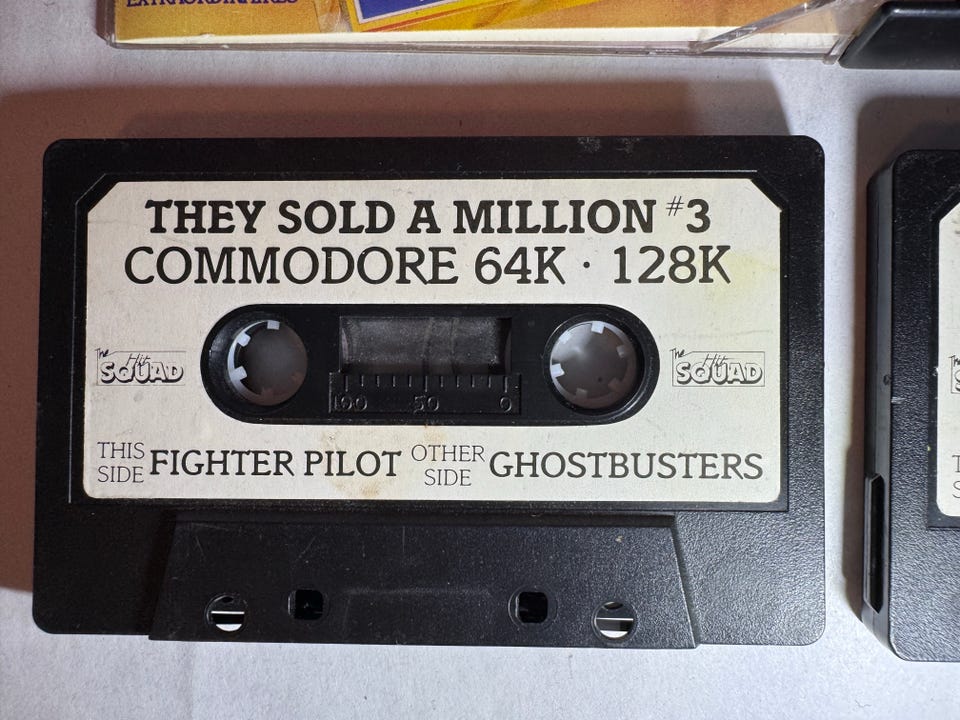 EXTRAORDINAIRES
THEY SOLD A MILLION #3
COMMODORE 64K · 128K
The Hit SQUAD
The Hit SQUAD
100 50 0
THIS SIDE FIGHTER PILOT OTHER SIDE GHOSTBUSTERS